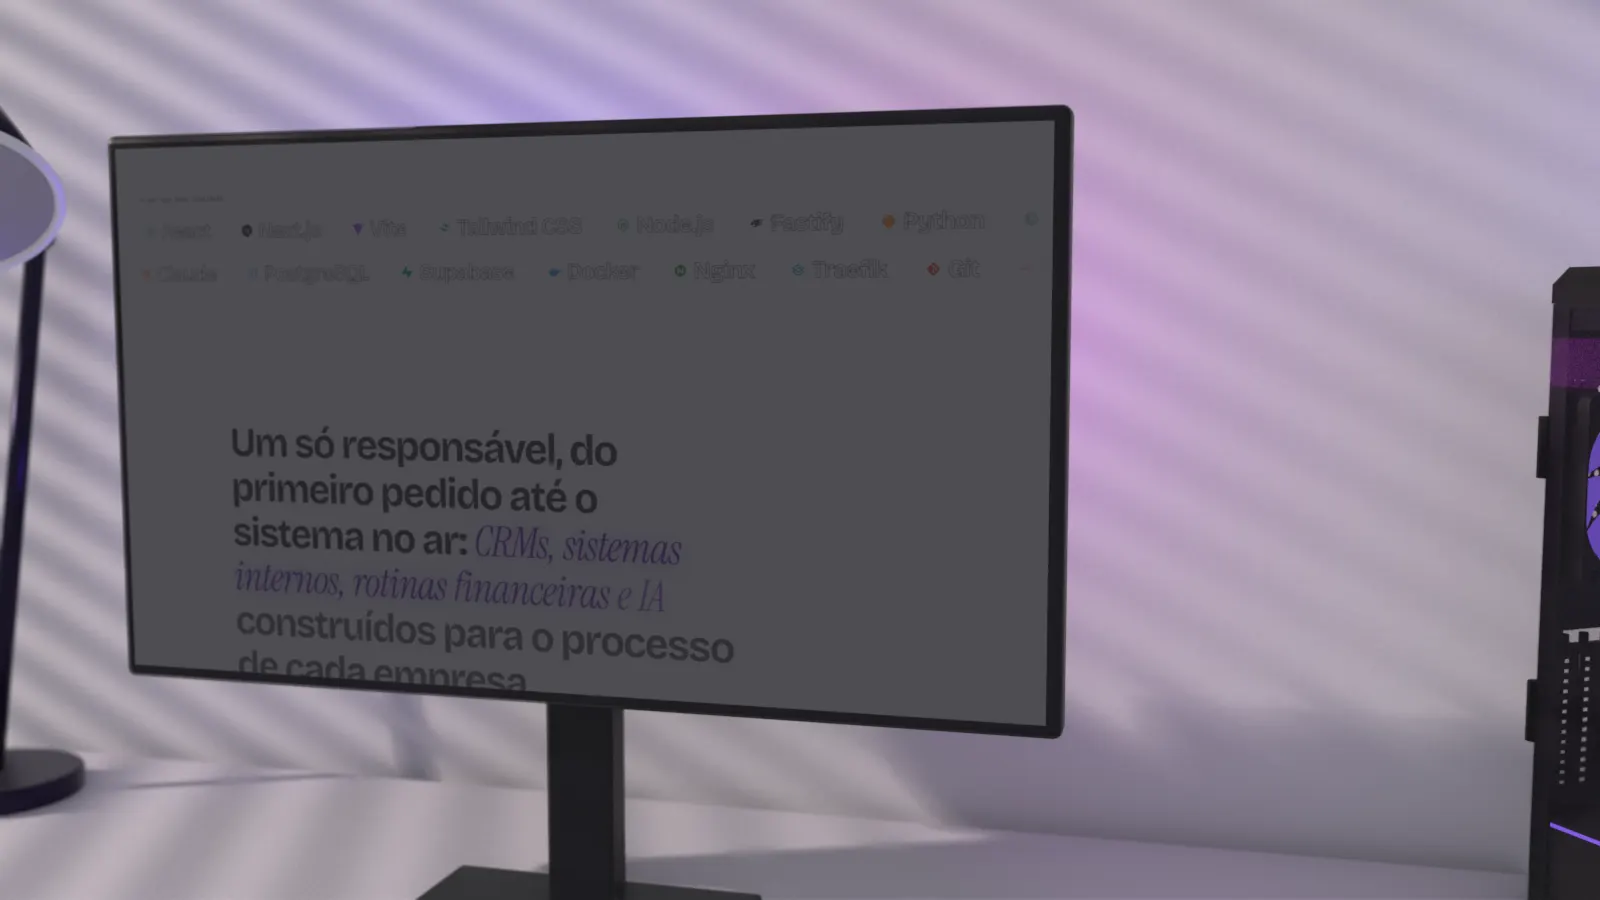 React Next.js Vite Tailwind CSS Node.js Fastify Python
Claude PostgreSQL Supabase Docker Nginx Traefik Git
Um só responsável, do
primeiro pedido até o
sistema no ar: CRMs, sistemas
internos, rotinas financeiras e IA
construídos para o processo
de cada empresa